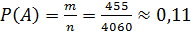 P(A) = m/n = 455/4060 ≈ 0,11